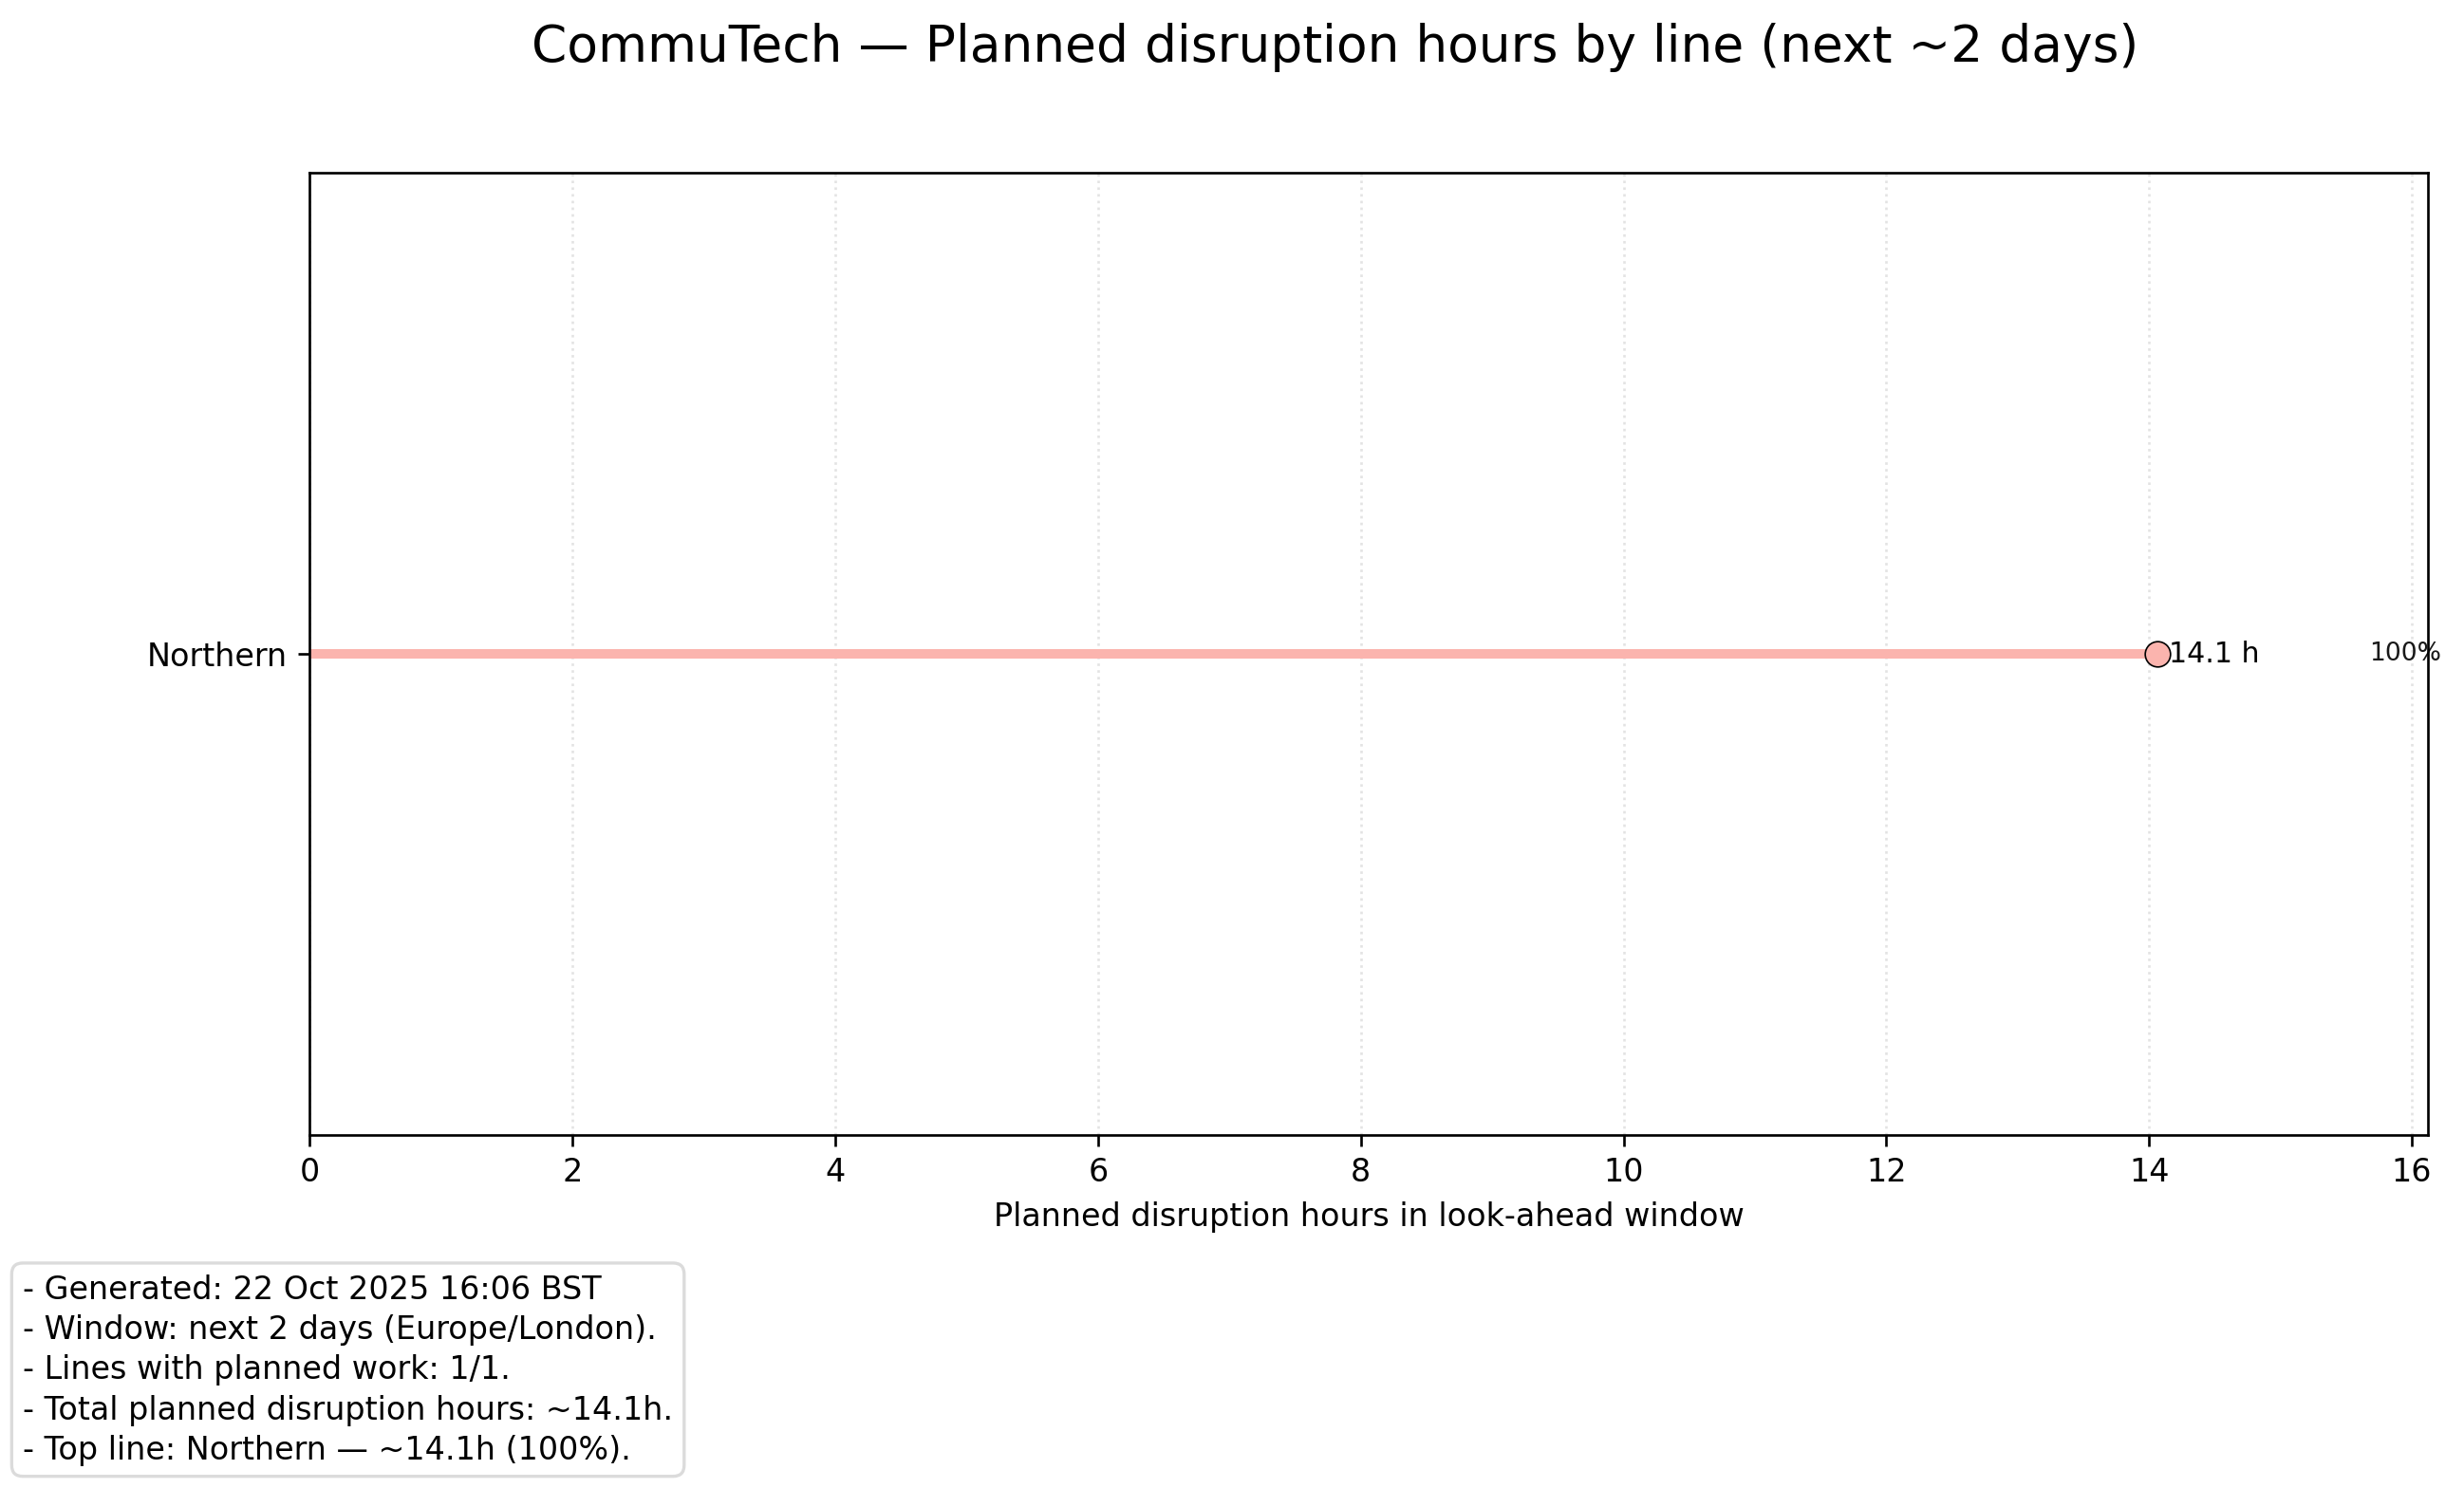 CommuTech — Planned disruption hours by line (next ~2 days)
Northern
14.1 h
100%
0 2 4 6 8 10 12 14 16
Planned disruption hours in look-ahead window
- Generated: 22 Oct 2025 16:06 BST
- Window: next 2 days (Europe/London).
- Lines with planned work: 1/1.
- Total planned disruption hours: ~14.1h.
- Top line: Northern — ~14.1h (100%).